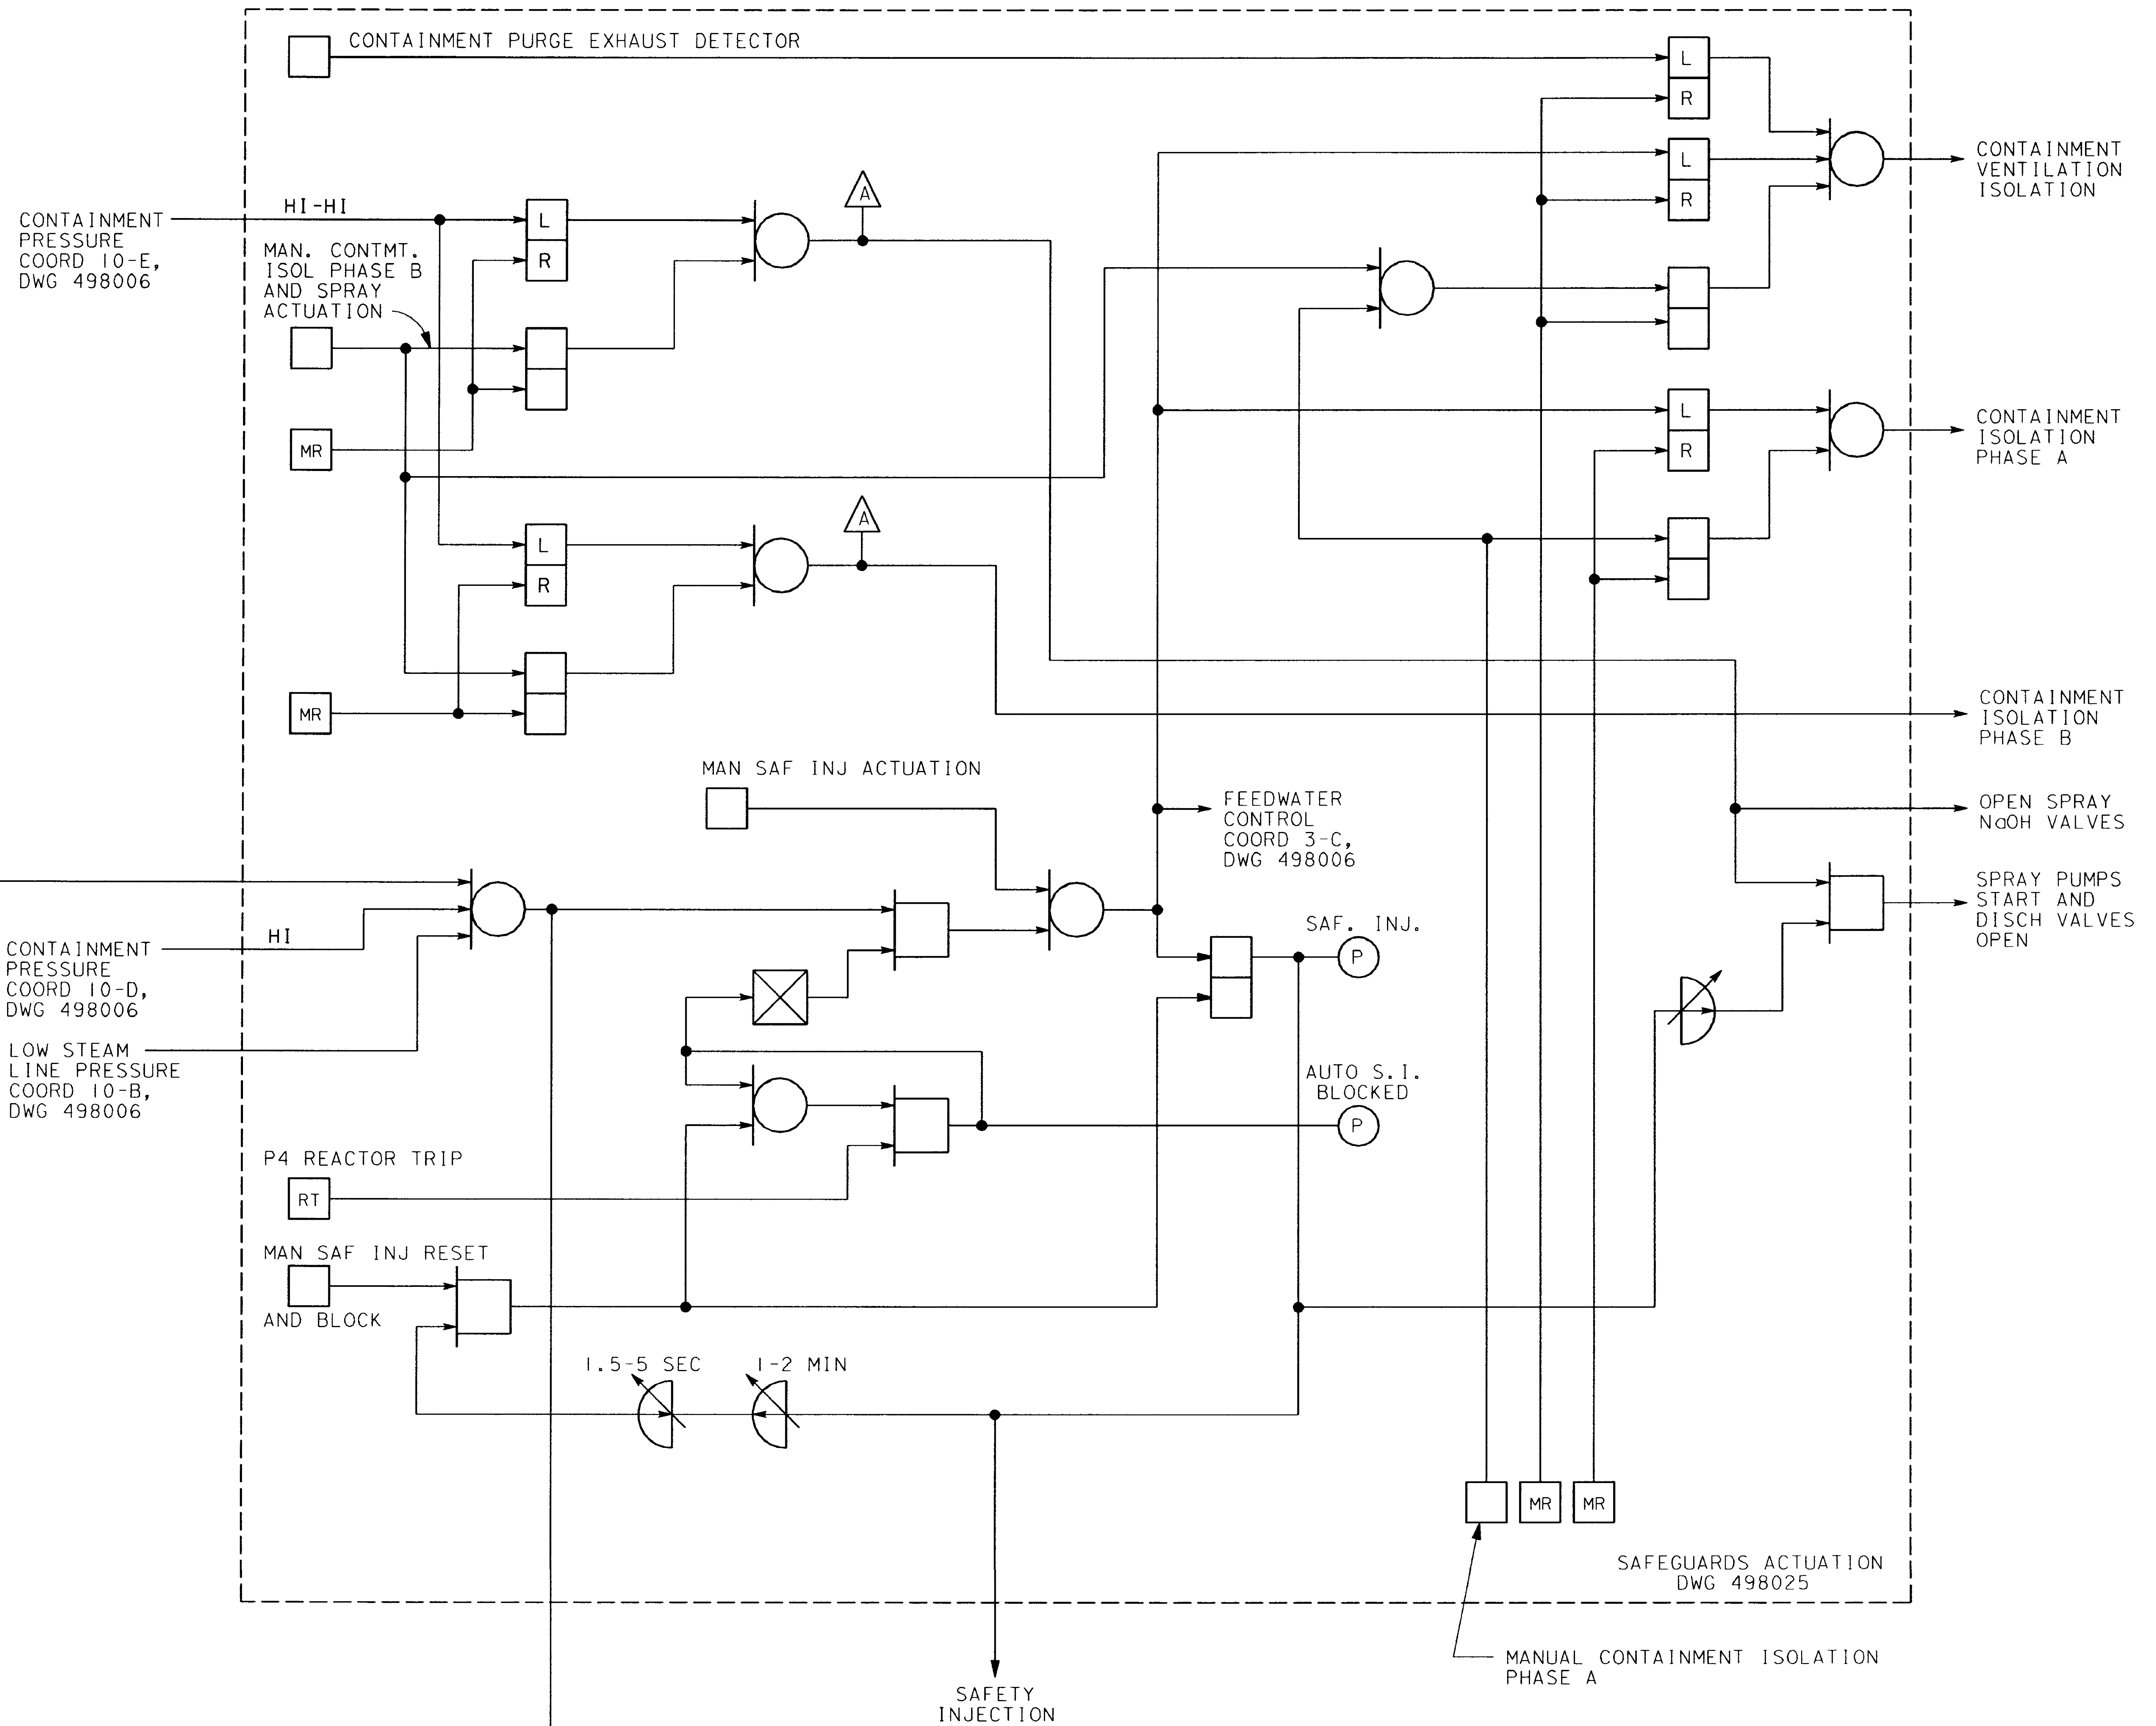 CONTAINMENT PURGE EXHAUST DETECTOR
L
R
L
R
CONTAINMENT
VENTILATION
ISOLATION
A
HI-HI
CONTAINMENT
PRESSURE
COORD 10-E,
DWG 498006
MAN. CONTMT.
ISOL PHASE B
AND SPRAY
ACTUATION
L
R
MR
L
R
CONTAINMENT
ISOLATION
PHASE A
A
L
R
MR
CONTAINMENT
ISOLATION
PHASE B
MAN SAF INJ ACTUATION
FEEDWATER
CONTROL
COORD 3-C,
DWG 498006
OPEN SPRAY
NaOH VALVES
SPRAY PUMPS
START AND
DISCH VALVES
OPEN
HI
CONTAINMENT
PRESSURE
COORD 10-D,
DWG 498006
SAF. INJ.
P
LOW STEAM
LINE PRESSURE
COORD 10-B,
DWG 498006
AUTO S.I.
BLOCKED
P
P4 REACTOR TRIP
RT
MAN SAF INJ RESET
AND BLOCK
1.5-5 SEC
1-2 MIN
MR
MR
SAFEGUARDS ACTUATION
DWG 498025
MANUAL CONTAINMENT ISOLATION
PHASE A
SAFETY
INJECTION